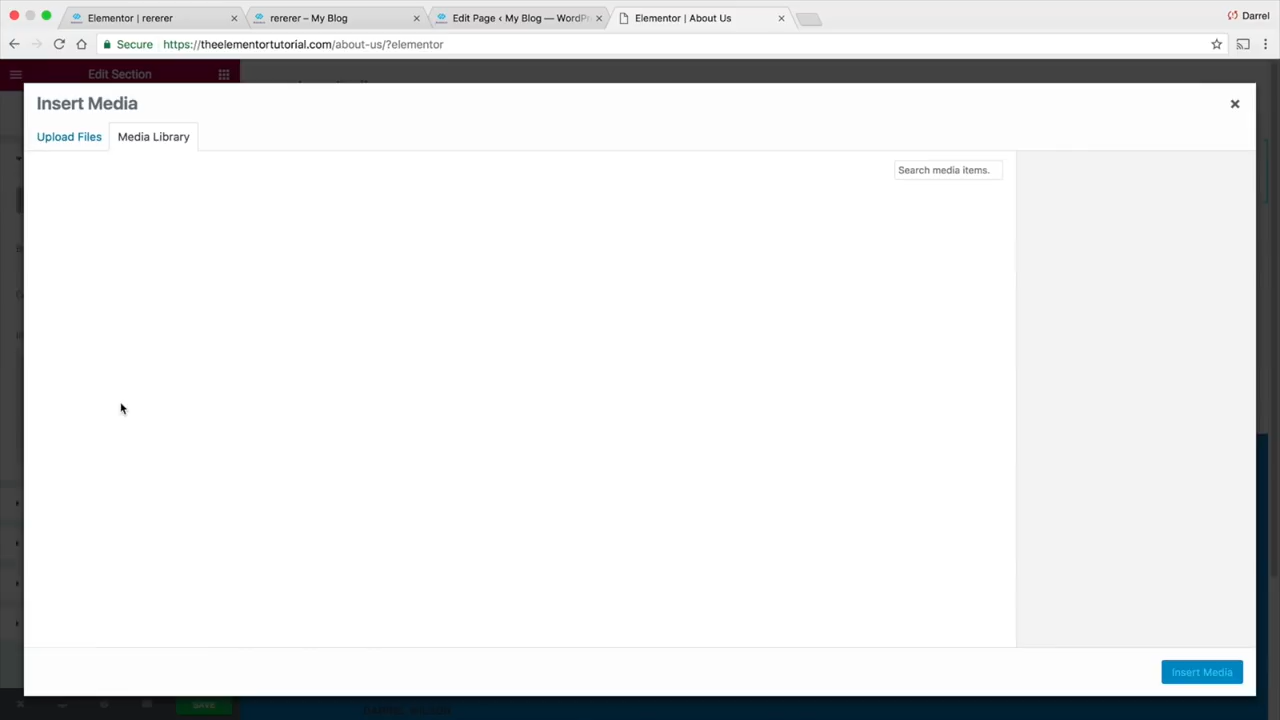 Elementor | rererer
rererer – My Blog
Edit Page ‹ My Blog — WordPr
Elementor | About Us
Darrel
Secure
https://theelementortutorial.com/about-us/?elementor
Edit Section
Insert Media
Upload Files
Media Library
Search media items.
Insert Media
SAVE